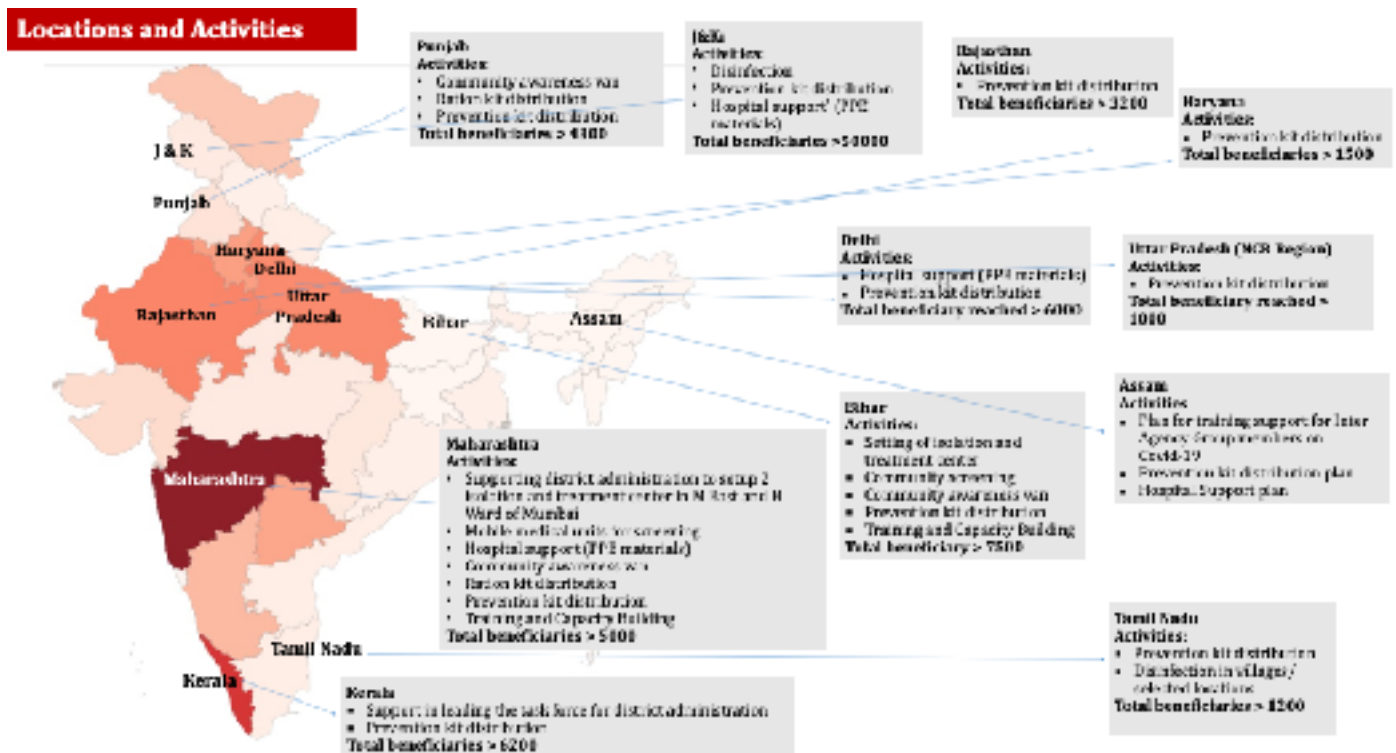 Locations and Activities
Punjab
Activities:
• Community awareness van
• Ration kit distribution
• Prevention kit distribution
Total beneficiaries >
J&K
Activities:
• Disinfection
• Prevention kit distribution
• Hospital support (PPE
materials)
Total beneficiaries >50000
Rajasthan
Activities:
• Prevention kit distribution
Total beneficiaries > 3200
Haryana
Activities:
▪ Prevention kit distribution
Total beneficiaries > 1500
J & K
Punjab
Haryana
Delhi
Uttar
Pradesh
Rajasthan
Bihar
Assam
Maharashtra
Tamil Nadu
Kerala
Delhi
Activities:
▪ Hospital support (PPE materials)
▪ Prevention kit distribution
Total beneficiary reached > 6000
Uttar Pradesh (NCR Region)
Activities:
▪ Prevention kit distribution
Total beneficiary reached >
1000
Bihar
Activities:
▪ Setting of isolation and
treatment center
▪ Community screening
▪ Community awareness van
▪ Prevention kit distribution
▪ Training and Capacity Building
Total beneficiary > 7500
Assam
Activities
▪ Plan for training support for Inter
Agency Group members on
Covid-19
▪ Prevention kit distribution plan
▪ Hospital Support plan
Maharashtra
Activities:
• Supporting district administration to setup 2
isolation and treatment center in M East and
Ward of Mumbai
• Mobile medical units for screening
• Hospital support (PPE materials)
• Community awareness van
• Ration kit distribution
• Prevention kit distribution
• Training and Capacity Building
Total beneficiaries > 5000
Tamil Nadu
Activities:
▪ Prevention kit distribution
▪ Disinfection in villages/
selected locations
Total beneficiaries > 1200
Kerala
▪ Support in leading the task force for district administration
▪ Prevention kit distribution
Total beneficiaries > 6200